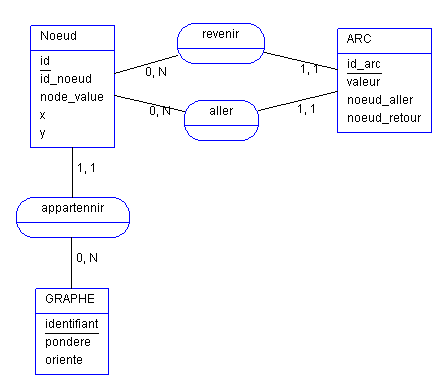 Noeud
id
id_noeud
node_value
x
y
revenir
0, N
1, 1
aller
0, N
1, 1
ARC
id_arc
valeur
noeud_aller
noeud_retour
1, 1
appartennir
0, N
GRAPHE
identifiant
pondere
oriente